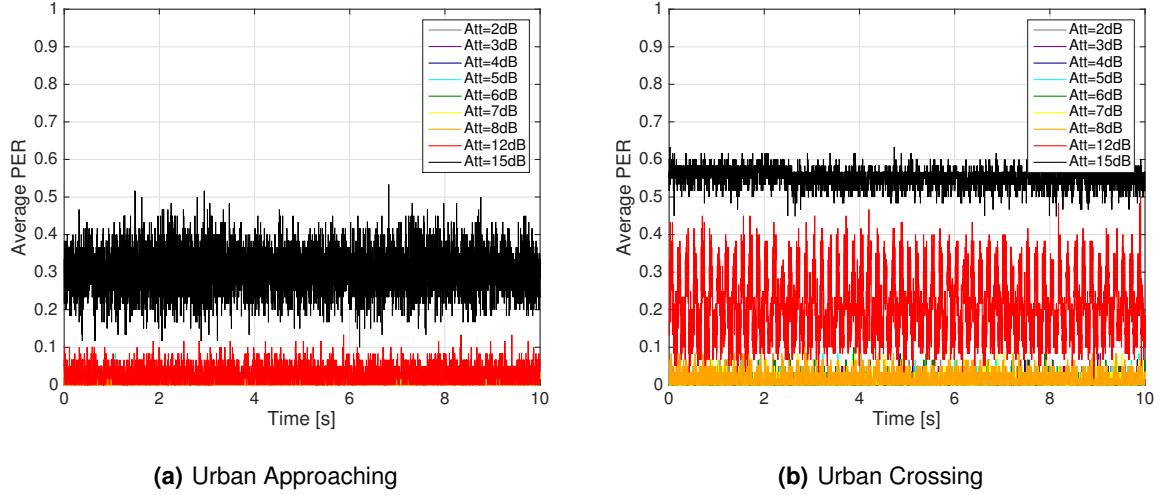 1
0.9
0.8
0.7
0.6
0.5
0.4
0.3
0.2
0.1
0
Average PER
0 2 4 6 8 10
Time [s]
Att=2dB
Att=3dB
Att=4dB
Att=5dB
Att=6dB
Att=7dB
Att=8dB
Att=12dB
Att=15dB
(a) Urban Approaching
1
0.9
0.8
0.7
0.6
0.5
0.4
0.3
0.2
0.1
0
Average PER
0 2 4 6 8 10
Time [s]
Att=2dB
Att=3dB
Att=4dB
Att=5dB
Att=6dB
Att=7dB
Att=8dB
Att=12dB
Att=15dB
(b) Urban Crossing